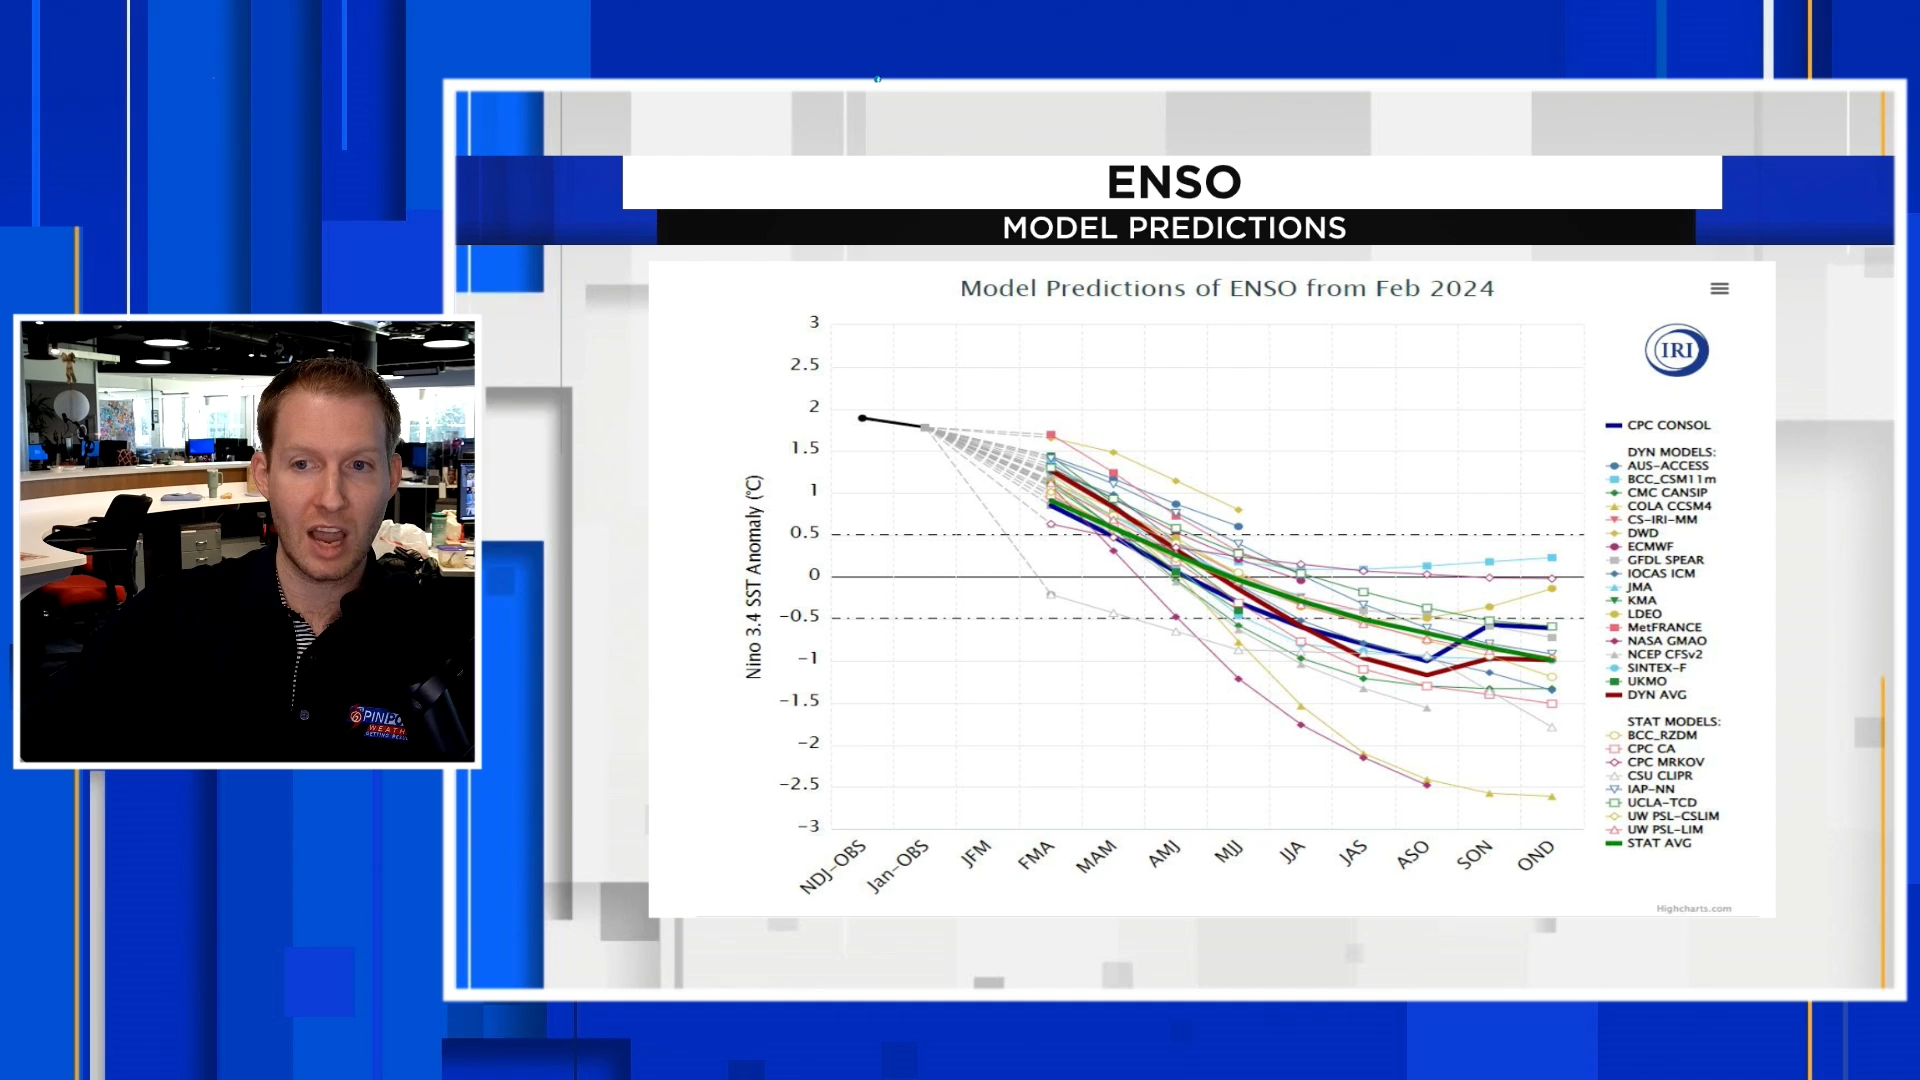 ENSO
MODEL PREDICTIONS
Model Predictions of ENSO from Feb 2024
IRI
3
2.5
2
1.5
1
0.5
0
−0.5
−1
−1.5
−2
−2.5
−3
Nino 3.4 SST Anomaly (°C)
NDJ-OBS
Jan-OBS
JFM
FMA
MAM
AMJ
MJJ
JJA
JAS
ASO
SON
OND
CPC CONSOL
DYN MODELS:
AUS-ACCESS
BCC_CSM11m
CMC CANSIP
COLA CCSM4
CS-IRI-MM
DWD
ECMWF
GFDL SPEAR
IOCAS ICM
JMA
KMA
LDEO
MetFRANCE
NASA GMAO
NCEP CFSv2
SINTEX-F
UKMO
DYN AVG
STAT MODELS:
BCC_RZDM
CPC CA
CPC MRKOV
CSU CLIPR
IAP-NN
UCLA-TCD
UW PSL-CSLIM
UW PSL-LIM
STAT AVG
Highcharts.com
6 PINPO
WEATH